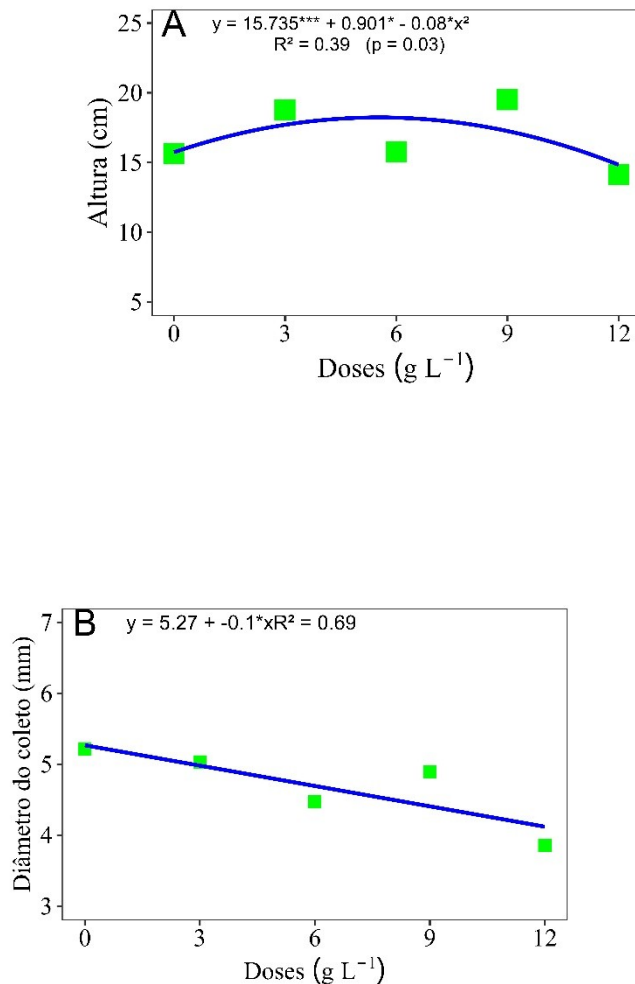 A
y = 15.735*** + 0.901* - 0.08*x²
R² = 0.39 (p = 0.03)
25
20
15
10
5
Altura (cm)
0 3 6 9 12
Doses (g L⁻¹)
B
y = 5.27 + -0.1*xR² = 0.69
7
6
5
4
3
Diâmetro do coleto (mm)
0 3 6 9 12
Doses (g L⁻¹)